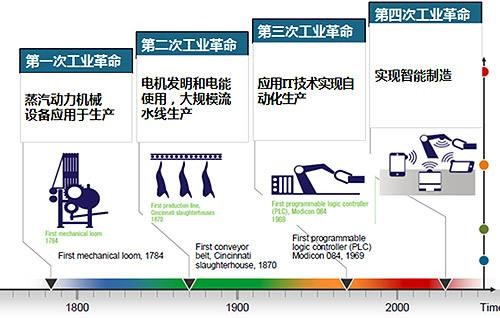 第一次工业革命
蒸汽动力机械
设备应用于生产
First mechanical loom
1784
First mechanical loom, 1784
第二次工业革命
电机发明和电能
使用，大规模流
水线生产
First production line,
Cincinnati slaughterhouses
1870
First conveyor
belt, Cincinnati
slaughterhouse, 1870
第三次工业革命
应用IT技术实现自
动化生产
First programmable logic controller
(PLC), Modicon 084
1969
First programmable
logic controller (PLC)
Modicon 084, 1969
第四次工业革命
实现智能制造
1800
1900
2000
Time